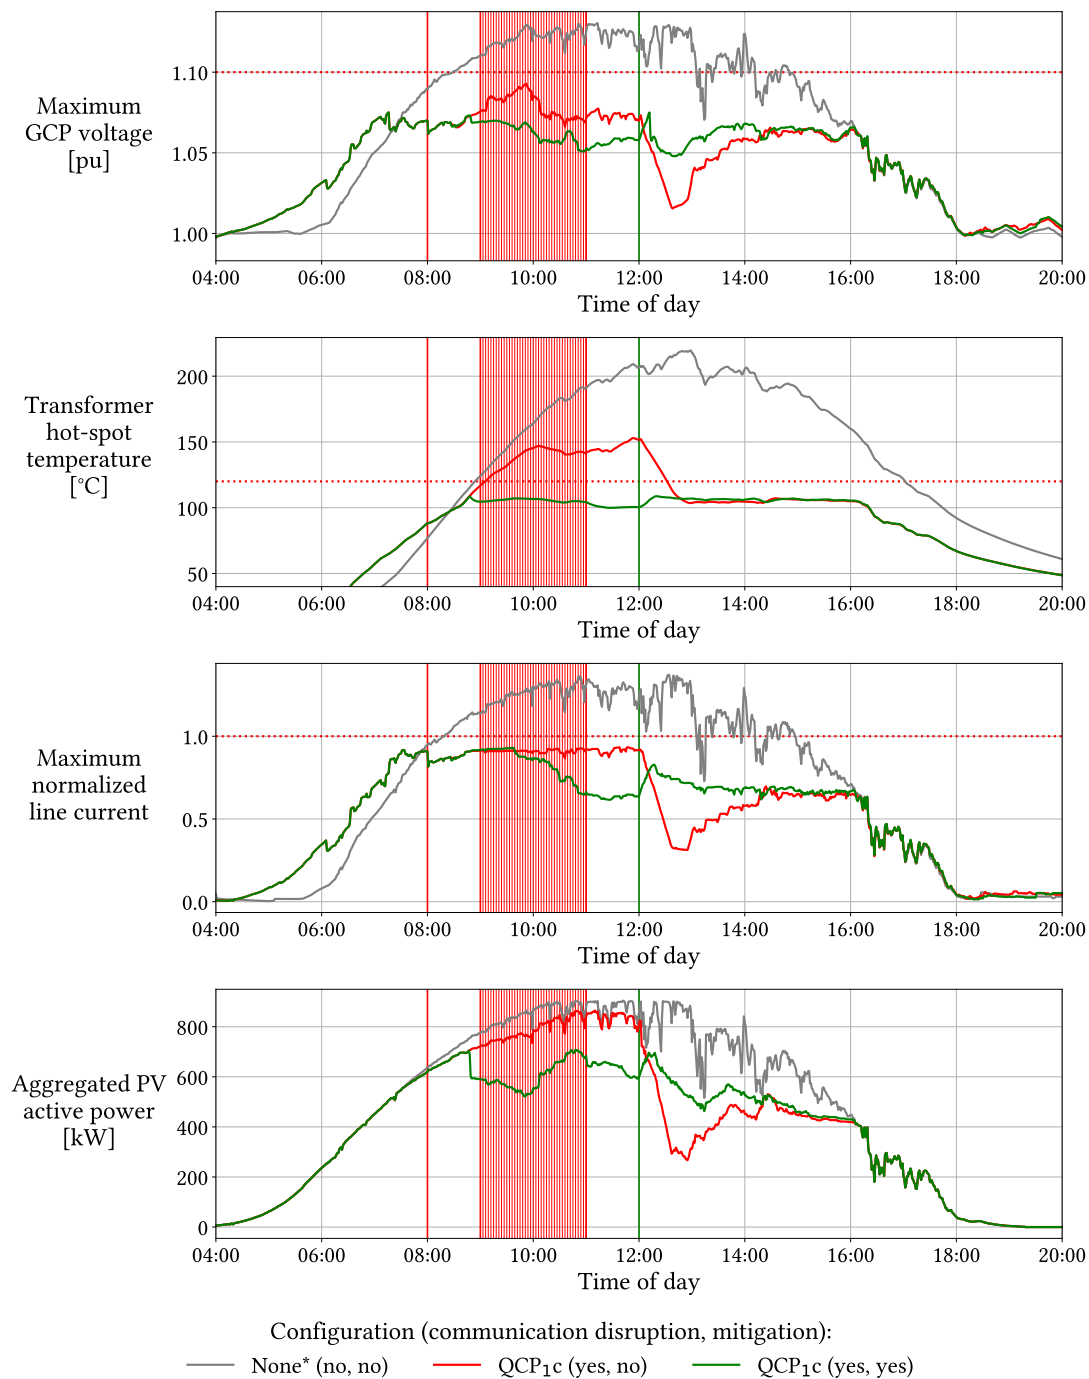 Maximum
GCP voltage
[pu]
1.10
1.05
1.00
04:00 06:00 08:00 10:00 12:00 14:00 16:00 18:00 20:00
Time of day
Transformer
hot-spot
temperature
[°C]
200
150
100
50
04:00 06:00 08:00 10:00 12:00 14:00 16:00 18:00 20:00
Time of day
Maximum
normalized
line current
1.0
0.5
0.0
04:00 06:00 08:00 10:00 12:00 14:00 16:00 18:00 20:00
Time of day
Aggregated PV
active power
[kW]
800
600
400
200
0
04:00 06:00 08:00 10:00 12:00 14:00 16:00 18:00 20:00
Time of day
Configuration (communication disruption, mitigation):
None* (no, no) QCP₁c (yes, no) QCP₁c (yes, yes)